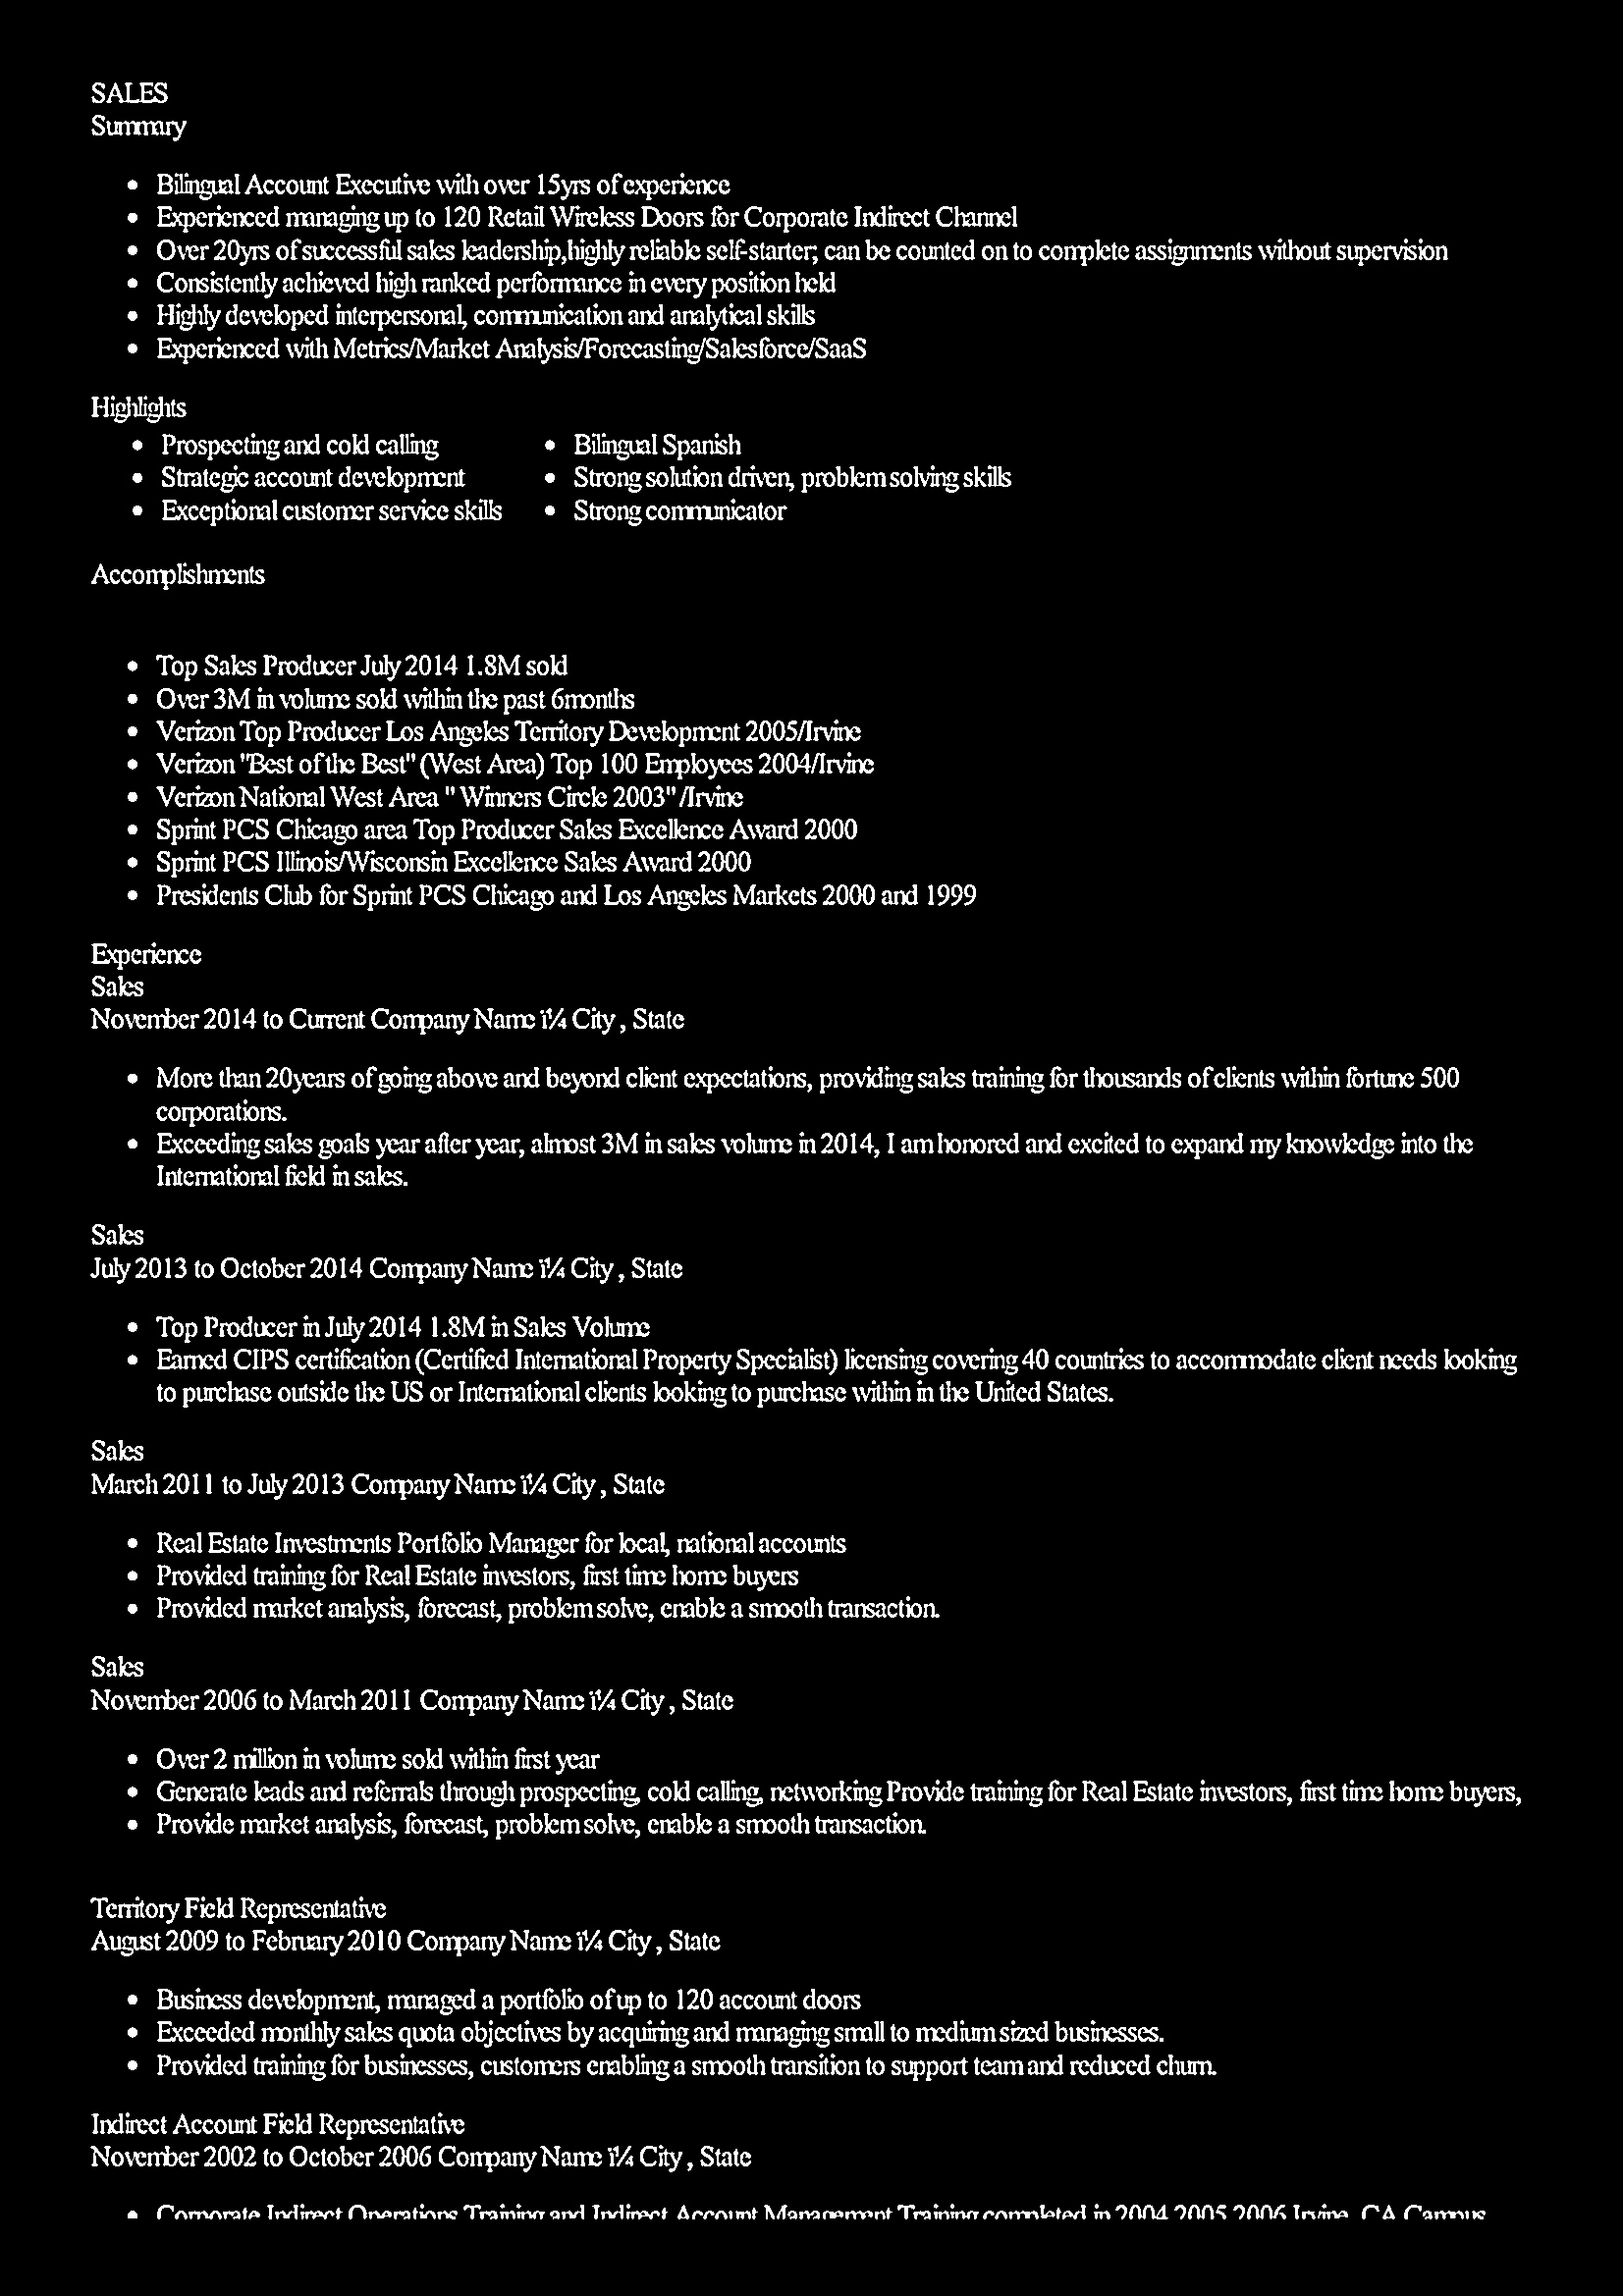 SALES
Summary
• Bilingual Account Executive with over 15yrs of experience
• Experienced managing up to 120 Retail Wireless Doors for Corporate Indirect Channel
• Over 20yrs of successful sales leadership,highly reliable self-starter; can be counted on to complete assignments without supervision
• Consistently achieved high ranked performance in every position held
• Highly developed interpersonal, communication and analytical skills
• Experienced with Metrics/Market Analysis/Forecasting/Salesforce/SaaS
Highlights
• Prospecting and cold calling
• Strategic account development
• Exceptional customer service skills
• Bilingual Spanish
• Strong solution driven, problem solving skills
• Strong communicator
Accomplishments
• Top Sales Producer July 2014 1.8M sold
• Over 3M in volume sold within the past 6months
• Verizon Top Producer Los Angeles Territory Development 2005/Irvine
• Verizon "Best of the Best" (West Area) Top 100 Employees 2004/Irvine
• Verizon National West Area " Winners Circle 2003" /Irvine
• Sprint PCS Chicago area Top Producer Sales Excellence Award 2000
• Sprint PCS Illinois/Wisconsin Excellence Sales Award 2000
• Presidents Club for Sprint PCS Chicago and Los Angeles Markets 2000 and 1999
Experience
Sales
November 2014 to Current Company Name ï¼ City , State
• More than 20years of going above and beyond client expectations, providing sales training for thousands of clients within fortune 500
corporations.
• Exceeding sales goals year after year, almost 3M in sales volume in 2014, I am honored and excited to expand my knowledge into the
International field in sales.
Sales
July 2013 to October 2014 Company Name ï¼ City , State
• Top Producer in July 2014 1.8M in Sales Volume
• Earned CIPS certification (Certified International Property Specialist) licensing covering 40 countries to accommodate client needs looking
to purchase outside the US or International clients looking to purchase within in the United States.
Sales
March 2011 to July 2013 Company Name ï¼ City , State
• Real Estate Investments Portfolio Manager for local, national accounts
• Provided training for Real Estate investors, first time home buyers
• Provided market analysis, forecast, problem solve, enable a smooth transaction.
Sales
November 2006 to March 2011 Company Name ï¼ City , State
• Over 2 million in volume sold within first year
• Generate leads and referrals through prospecting, cold calling, networking Provide training for Real Estate investors, first time home buyers,
• Provide market analysis, forecast, problem solve, enable a smooth transaction.
Territory Field Representative
August 2009 to February 2010 Company Name ï¼ City , State
• Business development, managed a portfolio of up to 120 account doors
• Exceeded monthly sales quota objectives by acquiring and managing small to medium sized businesses.
• Provided training for businesses, customers enabling a smooth transition to support team and reduced churn.
Indirect Account Field Representative
November 2002 to October 2006 Company Name ï¼ City , State
• Corporate Indirect Operations Training and Indirect Account Management Training completed in 2004 2005 2006 Irvine, CA Campus